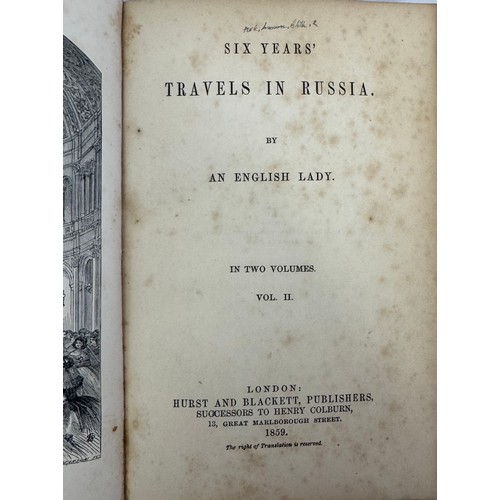 SIX YEARS'
TRAVELS IN RUSSIA.
BY
AN ENGLISH LADY.
IN TWO VOLUMES.
VOL. II.
LONDON:
HURST AND BLACKETT, PUBLISHERS,
SUCCESSORS TO HENRY COLBURN,
13, GREAT MARLBOROUGH STREET.
1859.
The right of Translation is reserved.